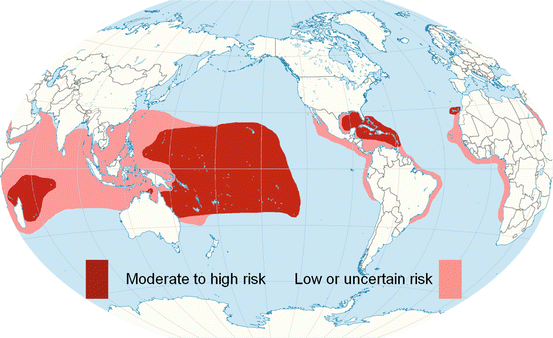 Moderate to high risk
Low or uncertain risk